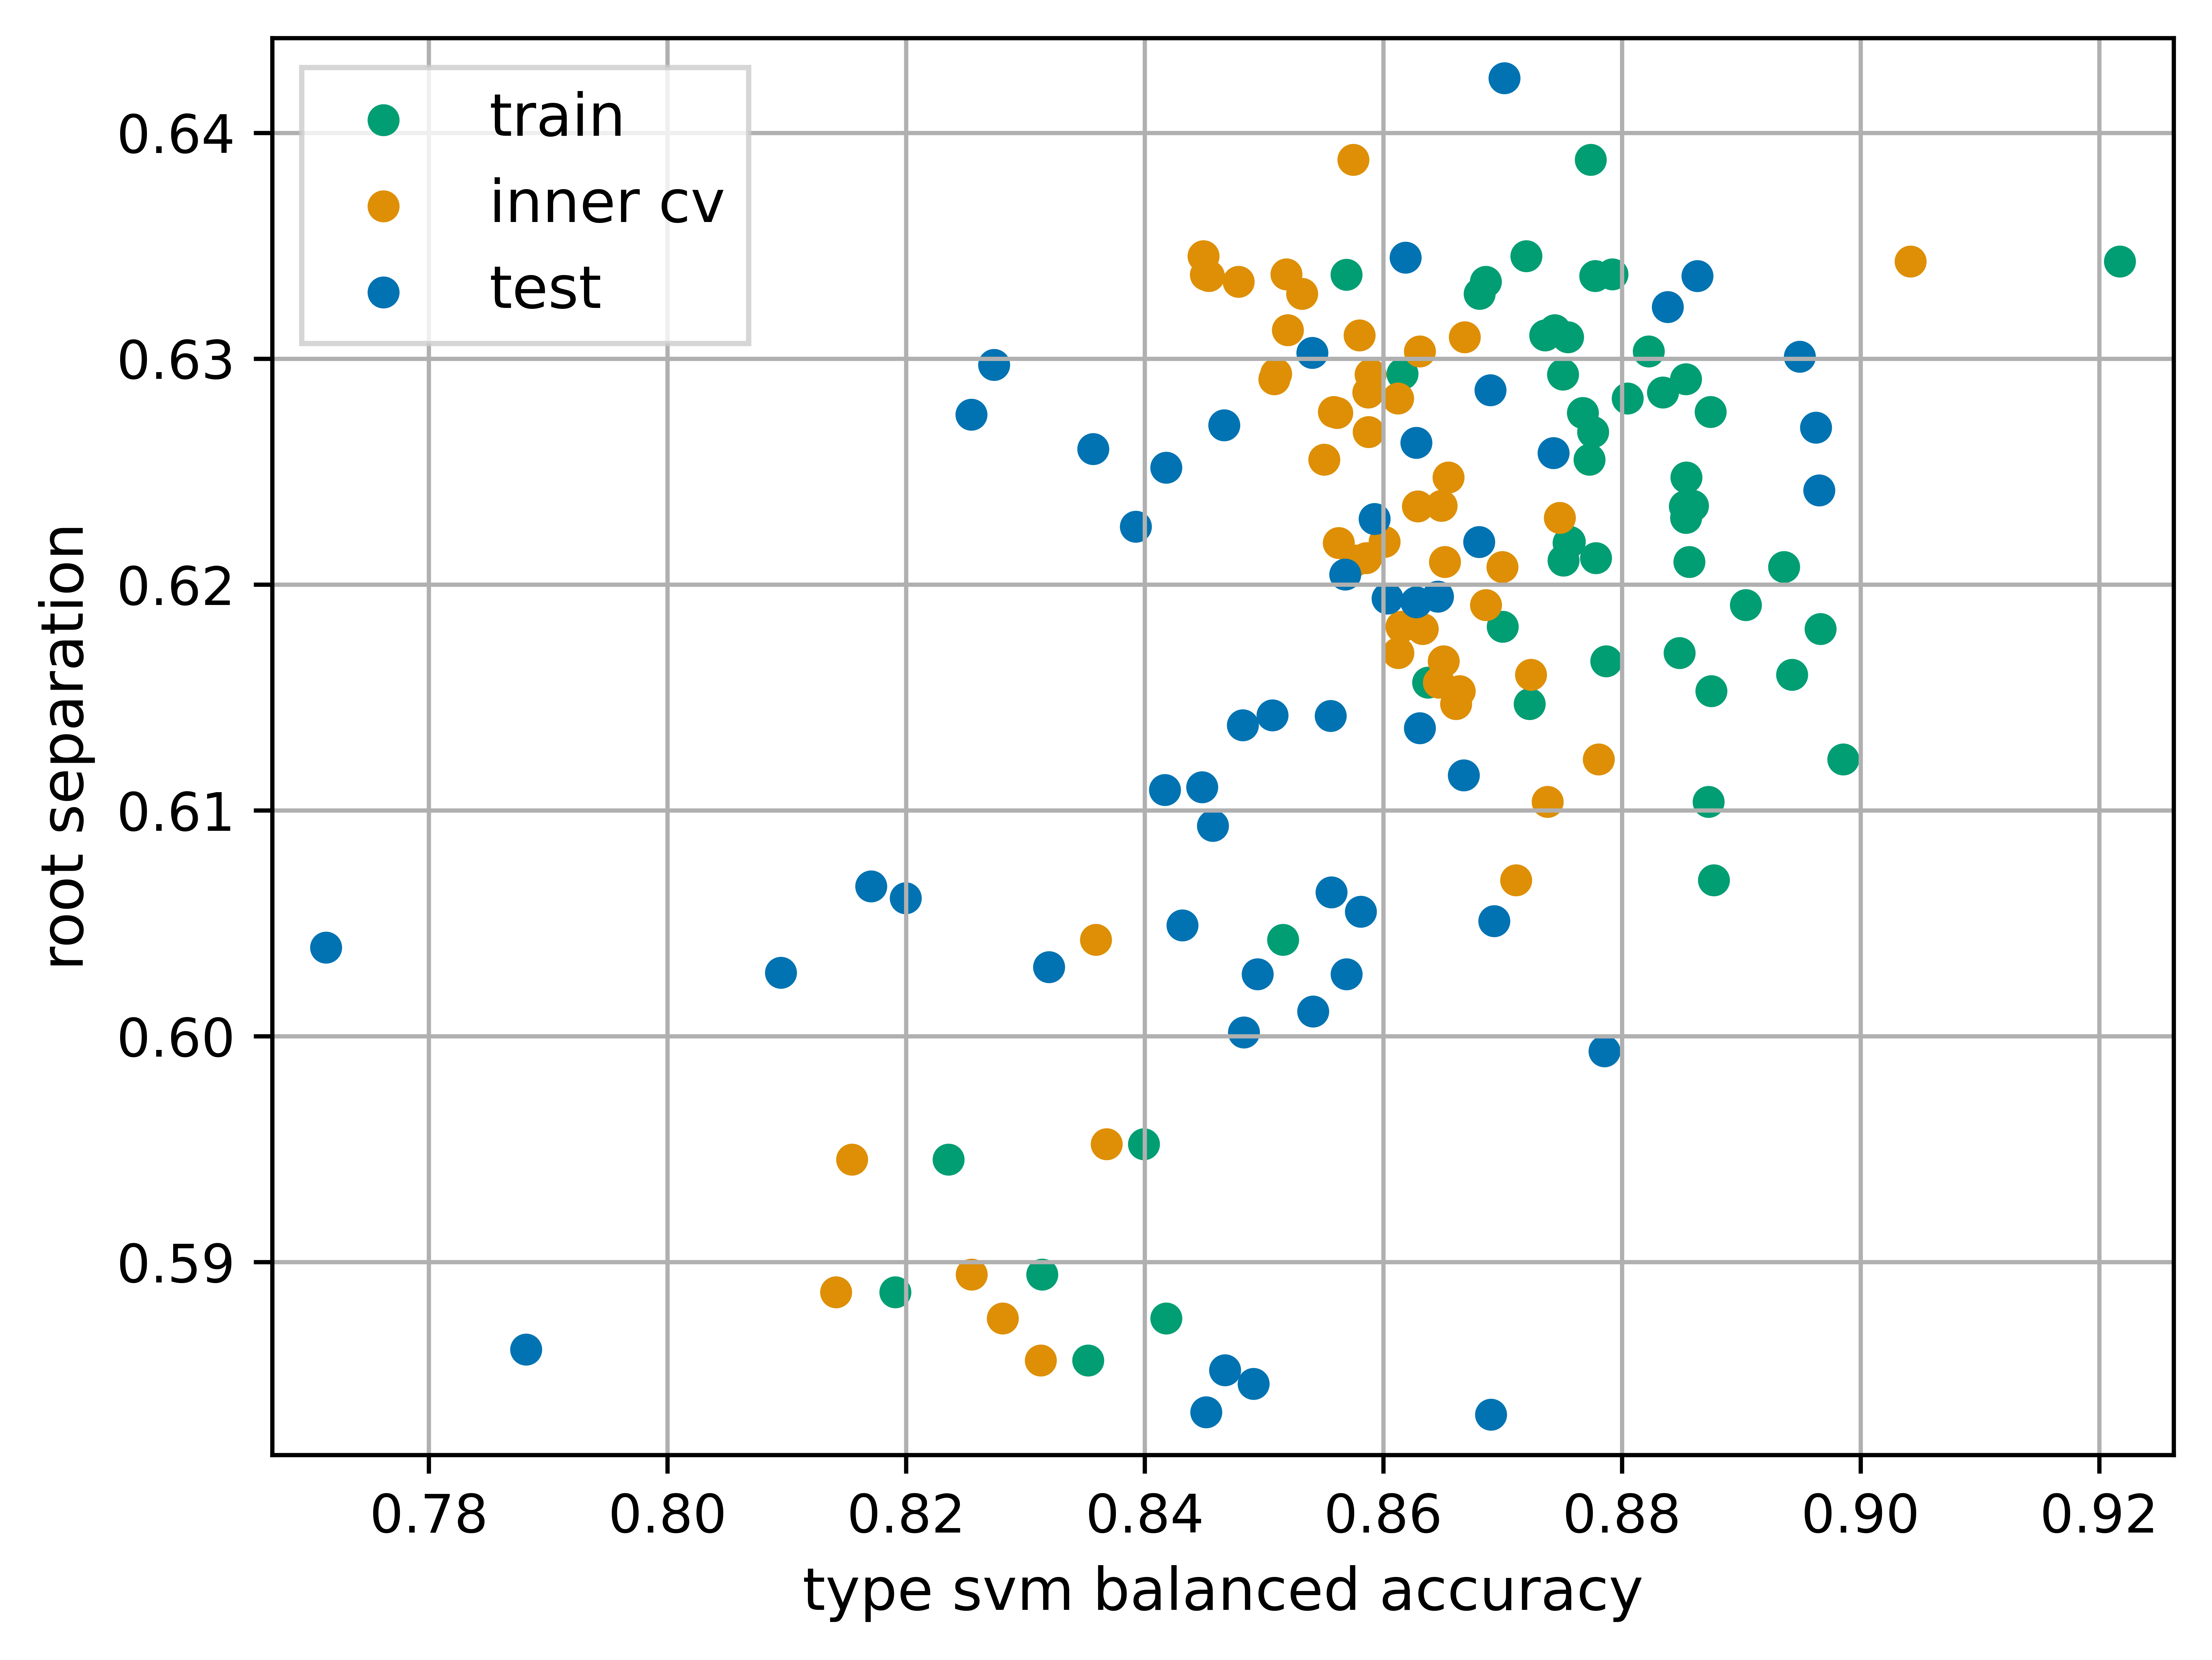 train
inner cv
test
0.64
0.63
0.62
0.61
0.60
0.59
root separation
0.78 0.80 0.82 0.84 0.86 0.88 0.90 0.92
type svm balanced accuracy